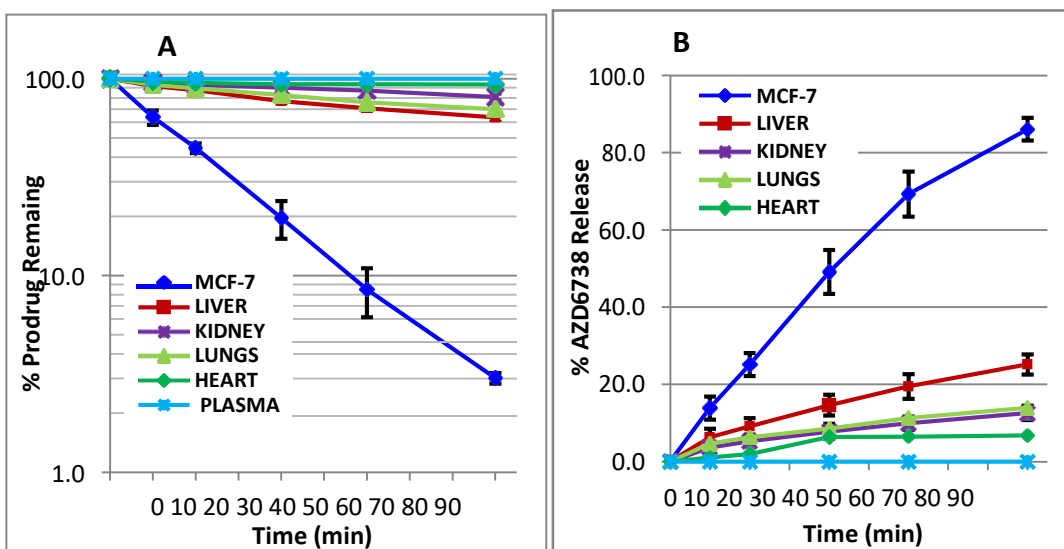 A
% Prodrug Remaing
100.0
10.0
1.0
MCF-7
LIVER
KIDNEY
LUNGS
HEART
PLASMA
0 10 20 30 40 50 60 70 80 90
Time (min)
B
% AZD6738 Release
100.0
80.0
60.0
40.0
20.0
0.0
MCF-7
LIVER
KIDNEY
LUNGS
HEART
0 10 20 30 40 50 60 70 80 90
Time (min)